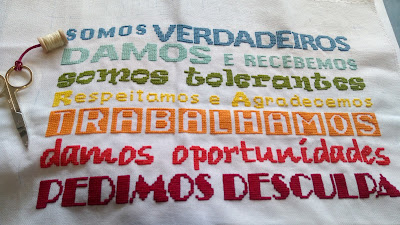 SOMOS VERDADEIROS
DAMOS E RECEBEMOS
somos tolerantes
Respeitamos e Agradecemos
TRABALHAMOS
damos oportunidades
PEDIMOS DESCULPA